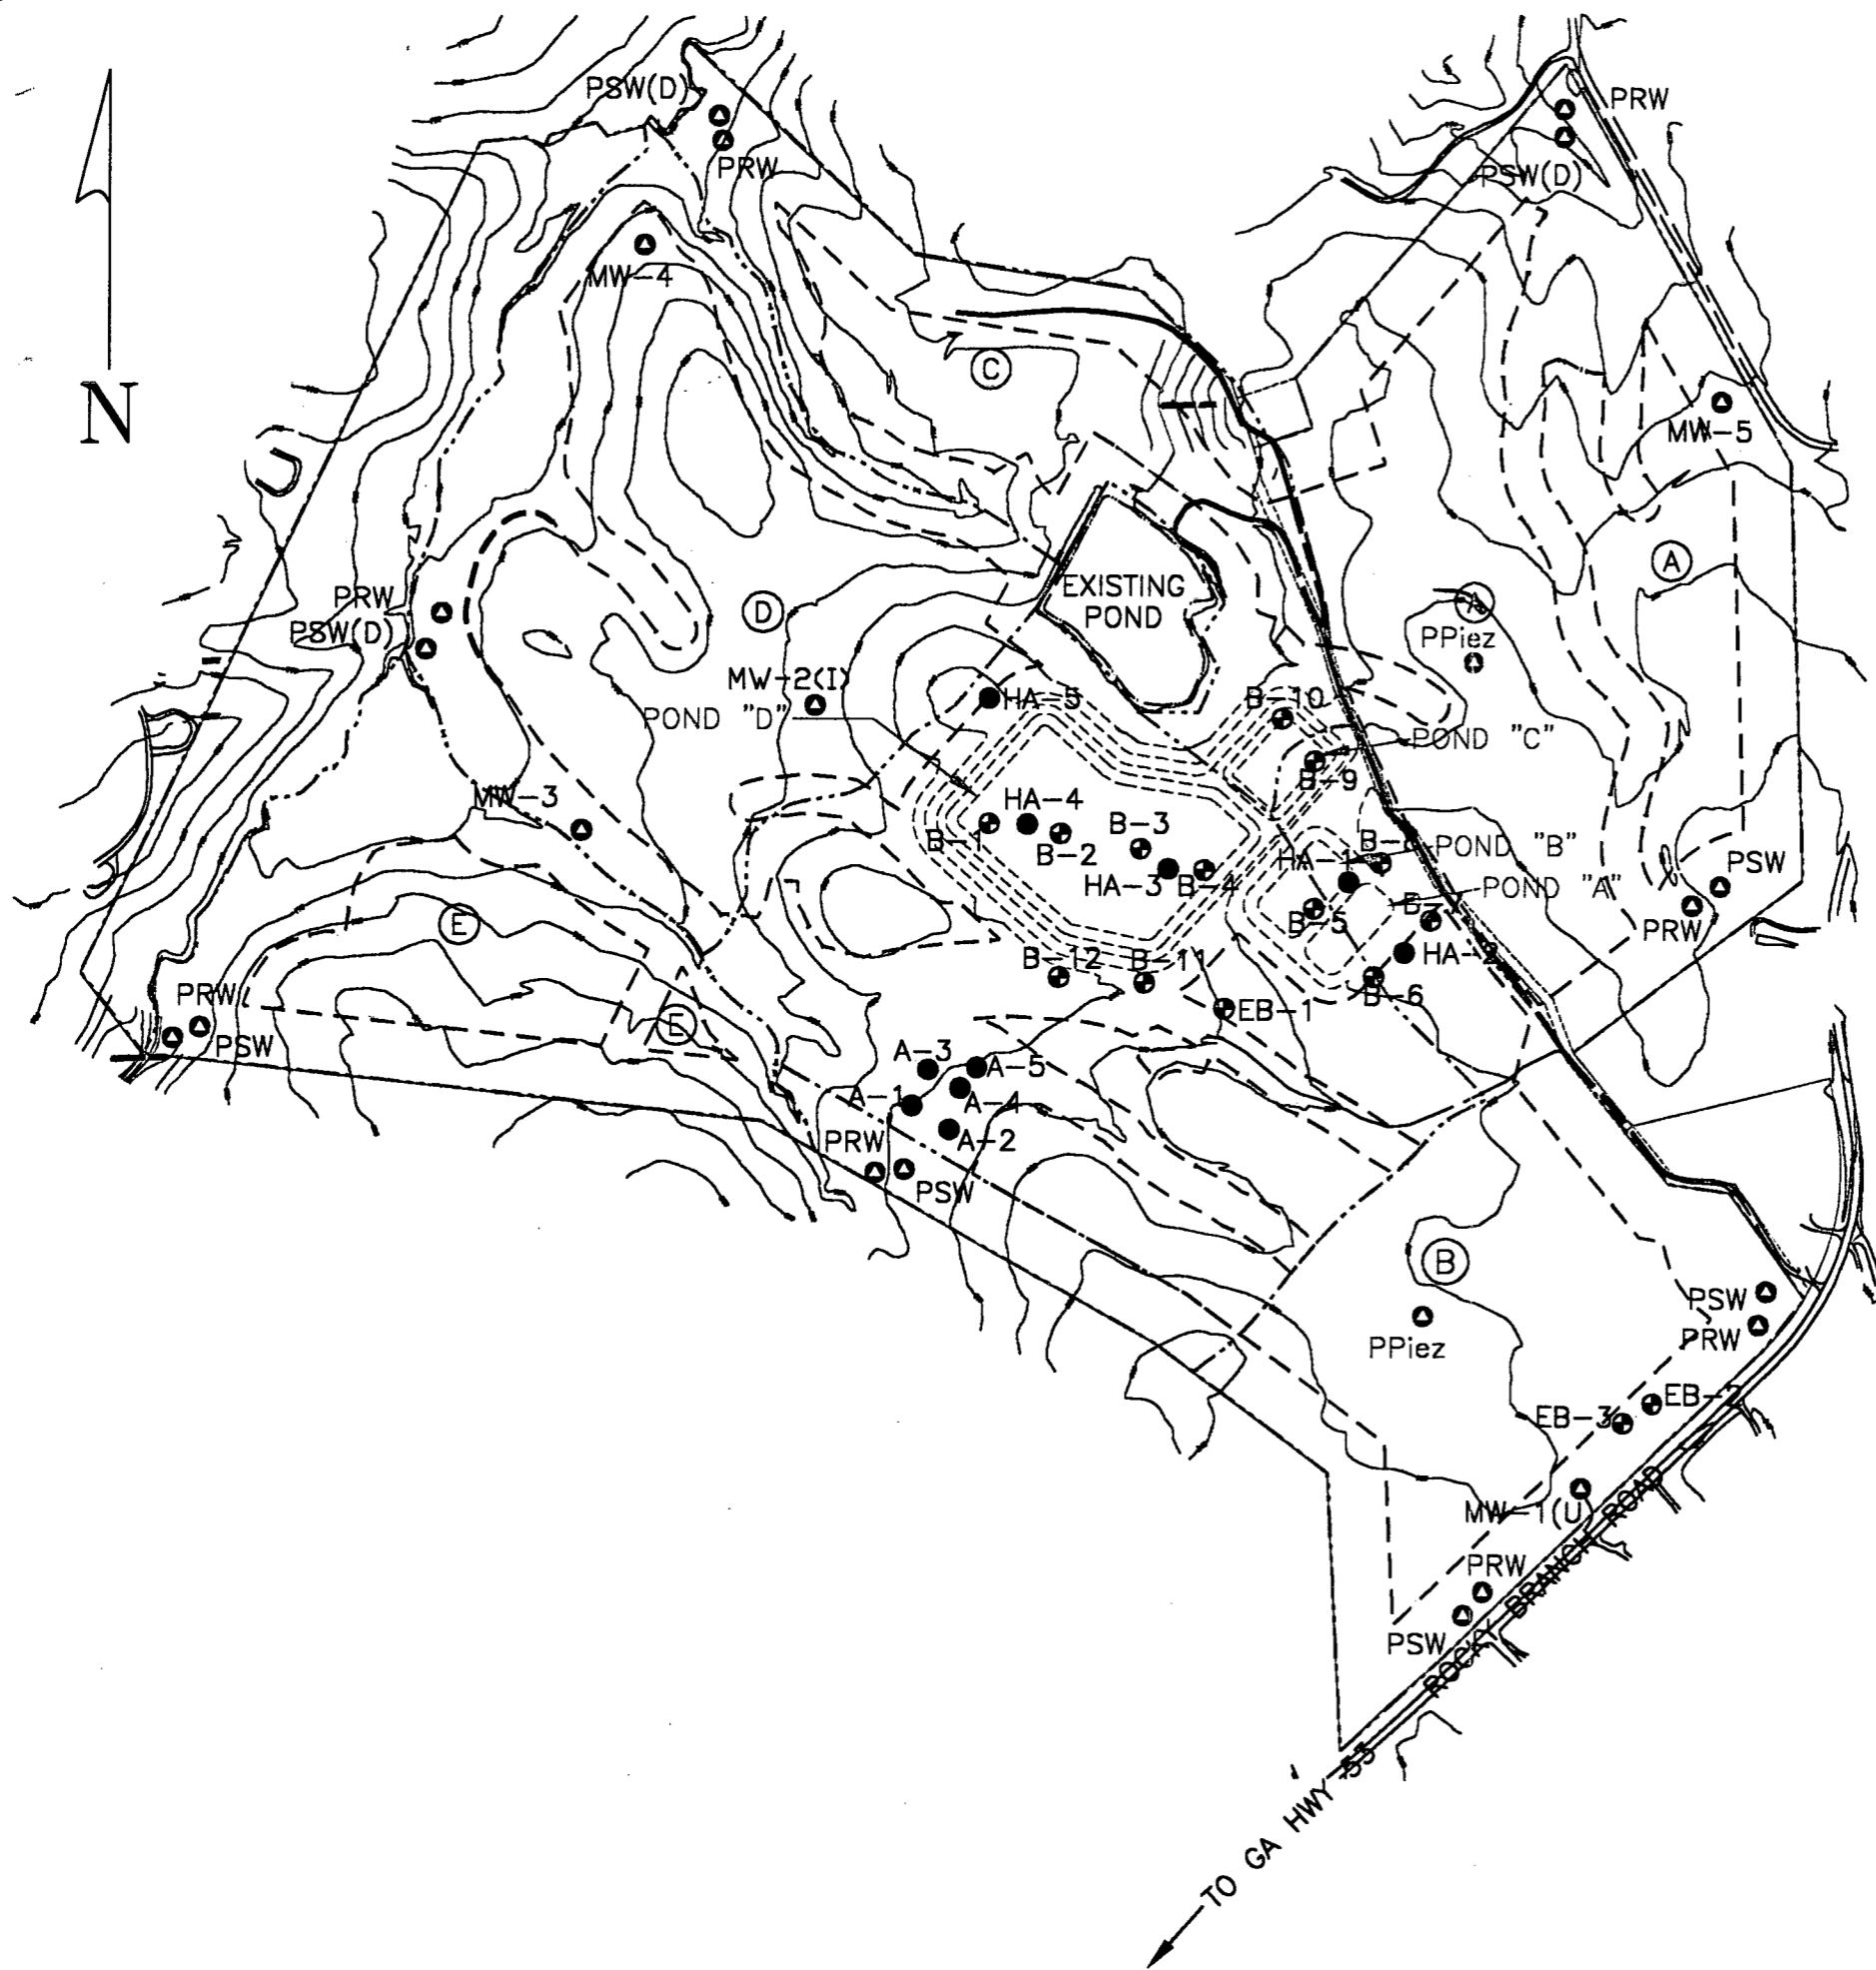 PSW(D)
PRW
PRW
PSW(D)
N
MW-4
C
MW-5
A
EXISTING
POND
A
PPiez
PRW
PSW(D)
D
MW-2(I)
HA-5
POND "D"
B-10
POND "C"
B-9
MW-3
HA-4
B-1
B-2
B-3
HA-3
B-4
HA-1
POND "B"
PSW
POND "A"
B-5
PRW
HA-2
E
B-12
B-11
B-6
PRW
PSW
E
EB-1
A-3
A-5
A-1
A-4
A-2
PRW
PSW
B
PSW
PRW
PPiez
EB-2
EB-3
MW-1(U)
PRW
PSW
ROCKY BRANCH ROAD
TO GA HWY